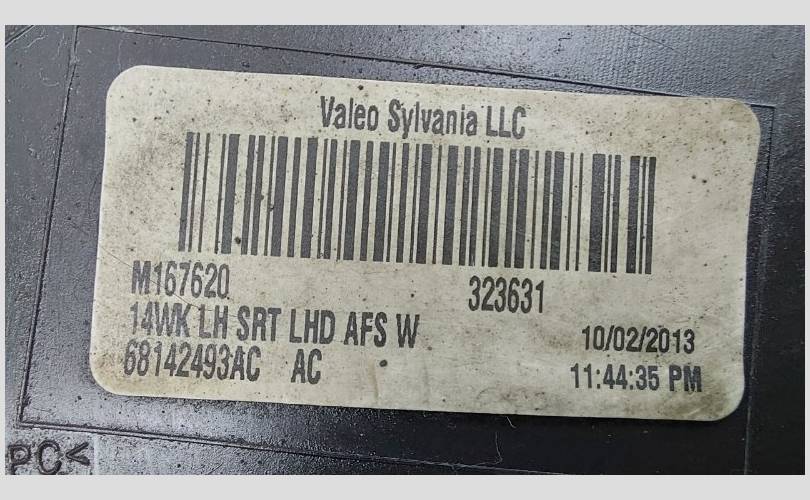 Valeo Sylvania LLC
M167620 323631
14WK LH SRT LHD AFS W 10/02/2013
68142493AC AC 11:44:35 PM
PC<